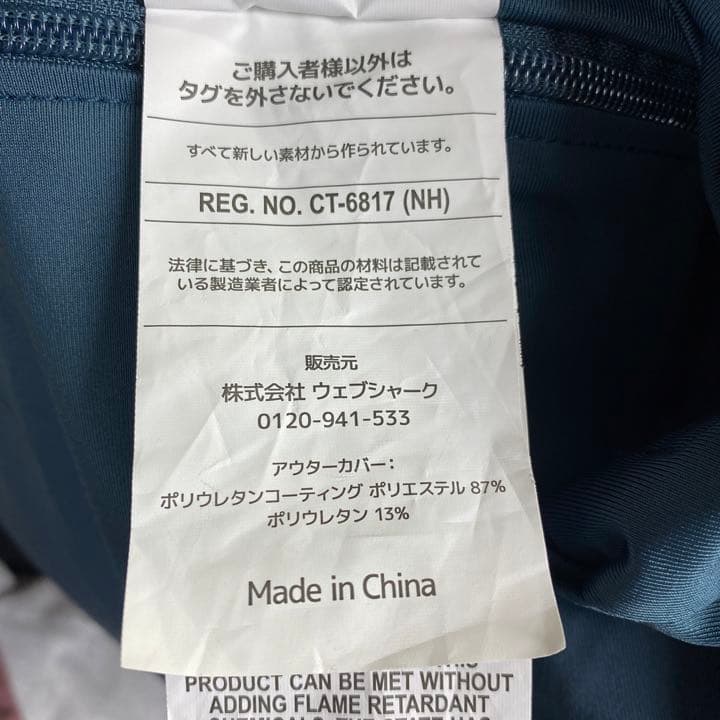 ご購入者様以外は
タグを外さないでください。
すべて新しい素材から作られています。
REG. NO. CT-6817 (NH)
法律に基づき、この商品の材料は記載されて
いる製造業者によって認定されています。
販売元
株式会社 ウェブシャーク
0120-941-533
アウターカバー：
ポリウレタンコーティング ポリエステル 87%
ポリウレタン 13%
Made in China
THIS
PRODUCT CAN BE MET WITHOUT
ADDING FLAME RETARDANT
CHEMICALS. THE STATE HAS